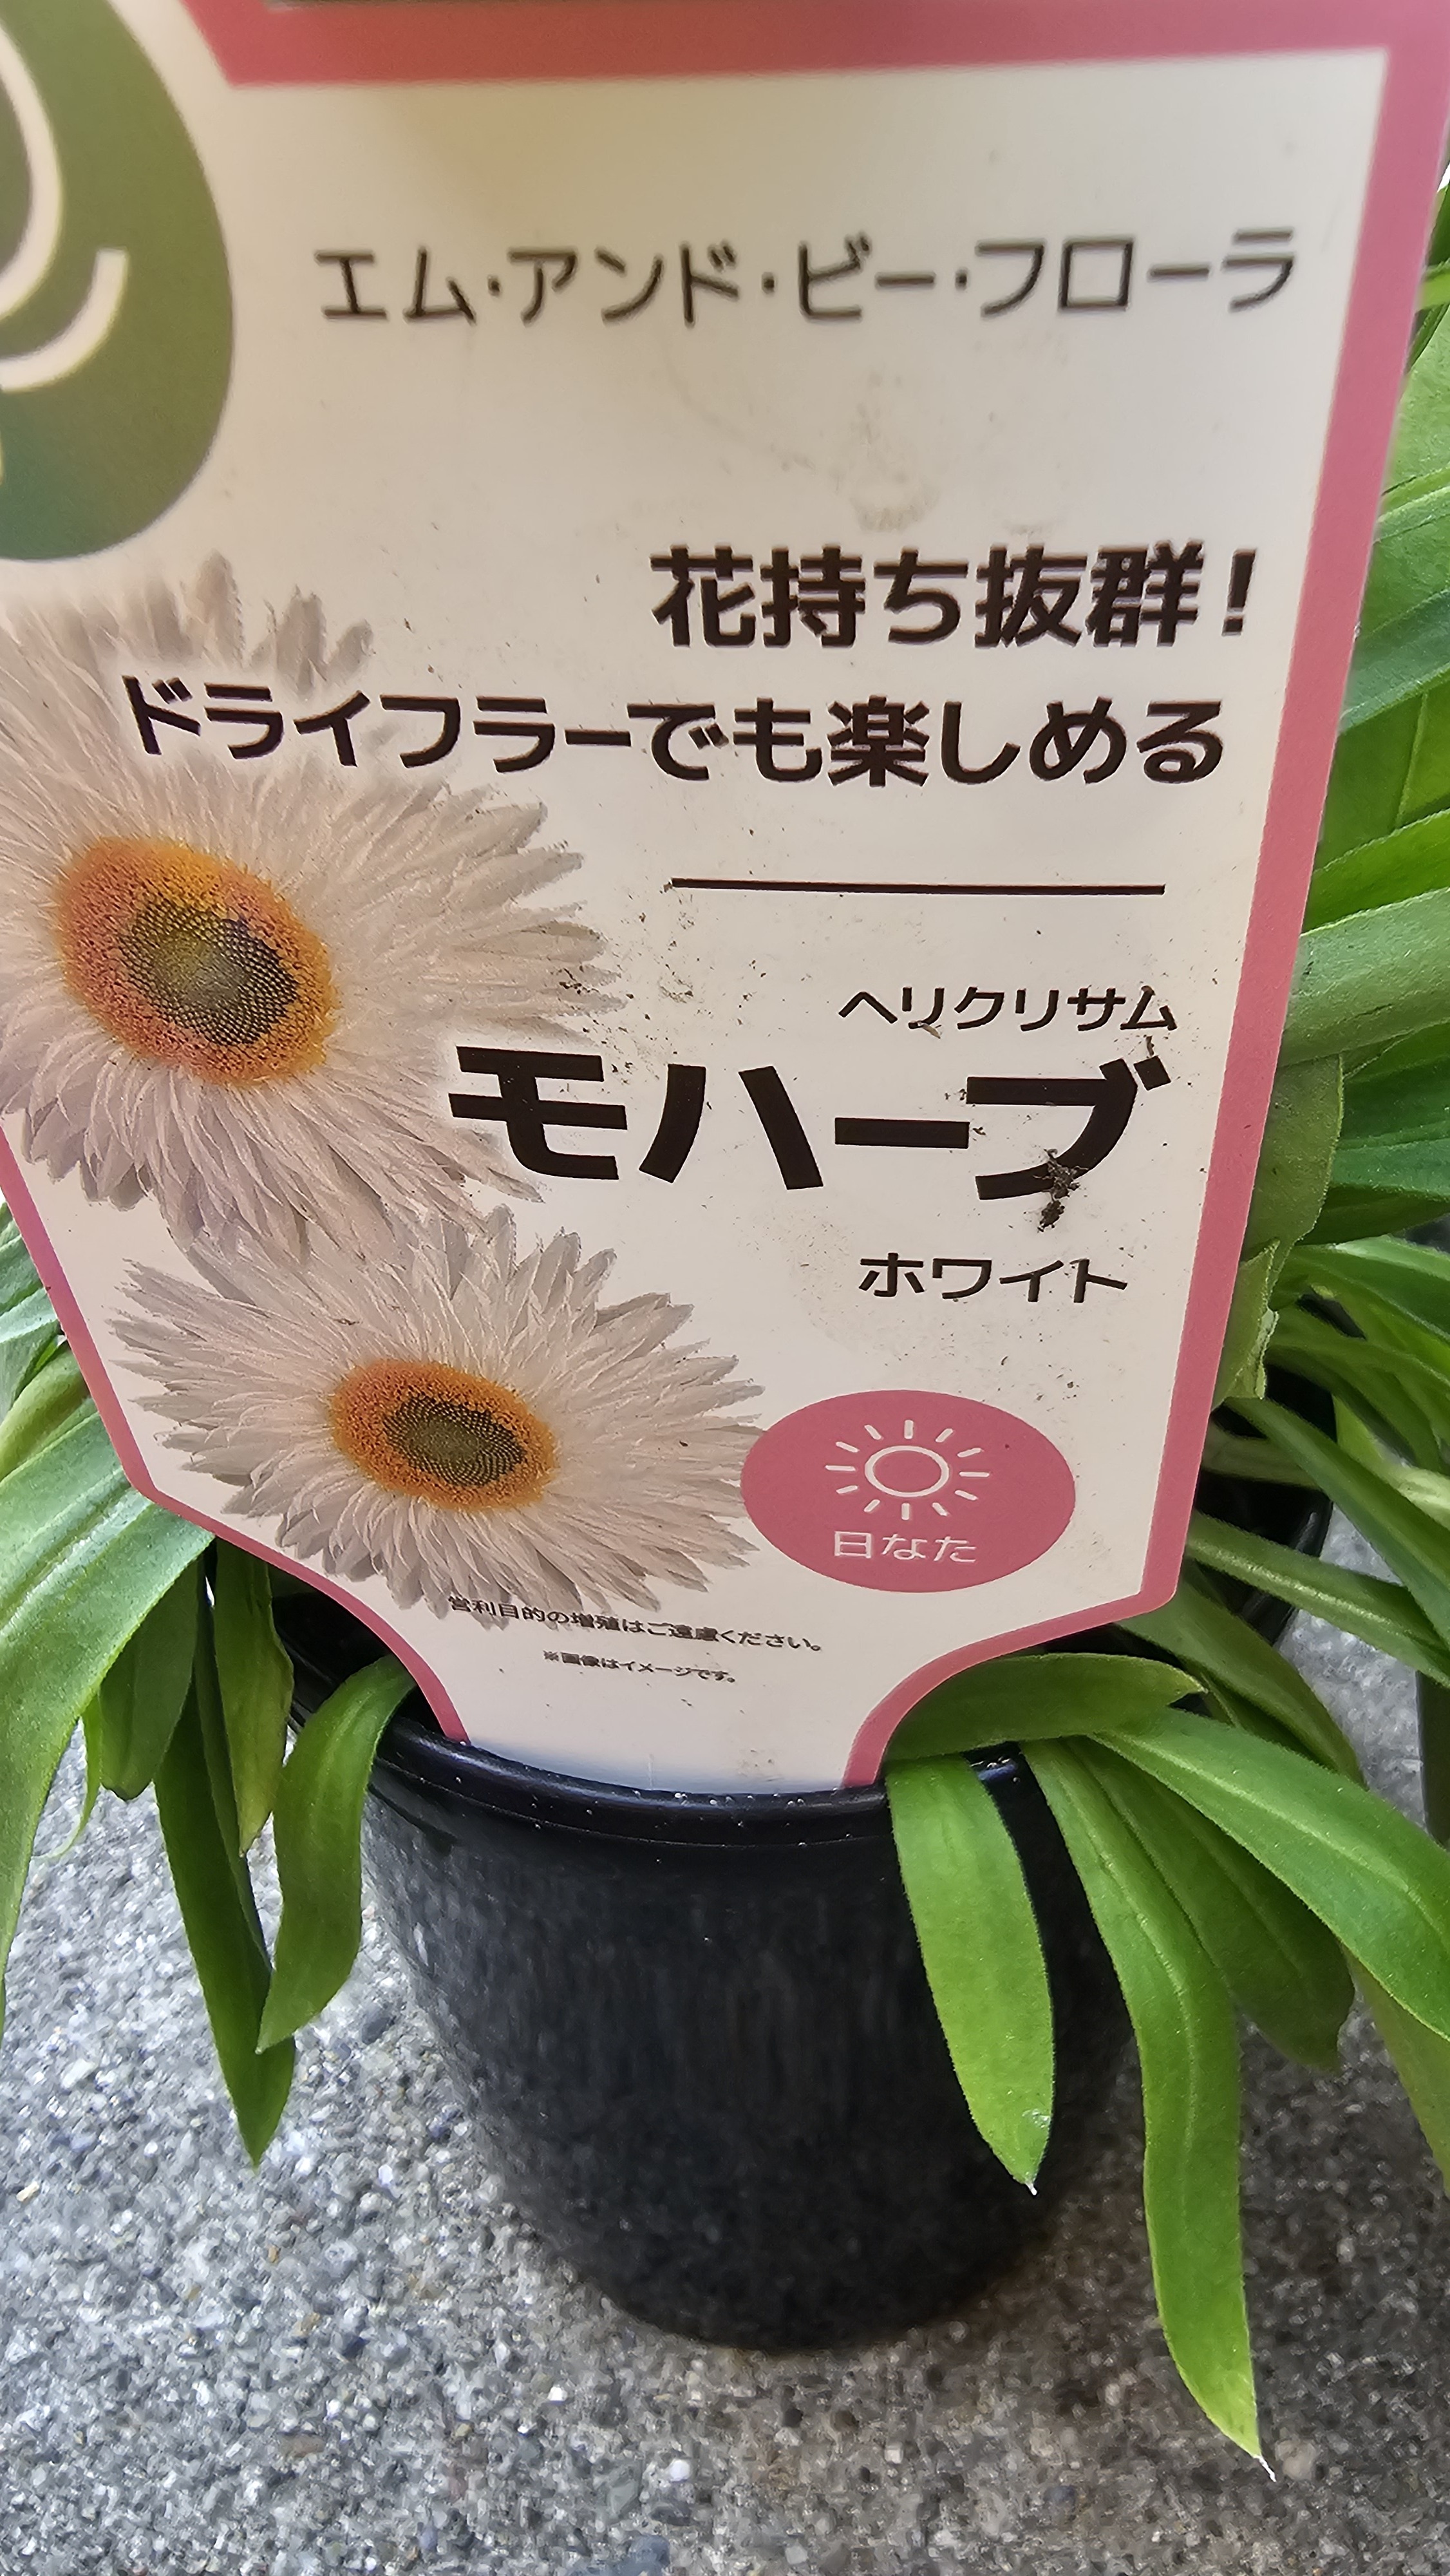 エム・アンド・ビー・フローラ
花持ち抜群!
ドライフラーでも楽しめる
ヘリクリサム
モハーブ
ホワイト
日なた
営利目的の増殖はご遠慮ください。
※画像はイメージです。